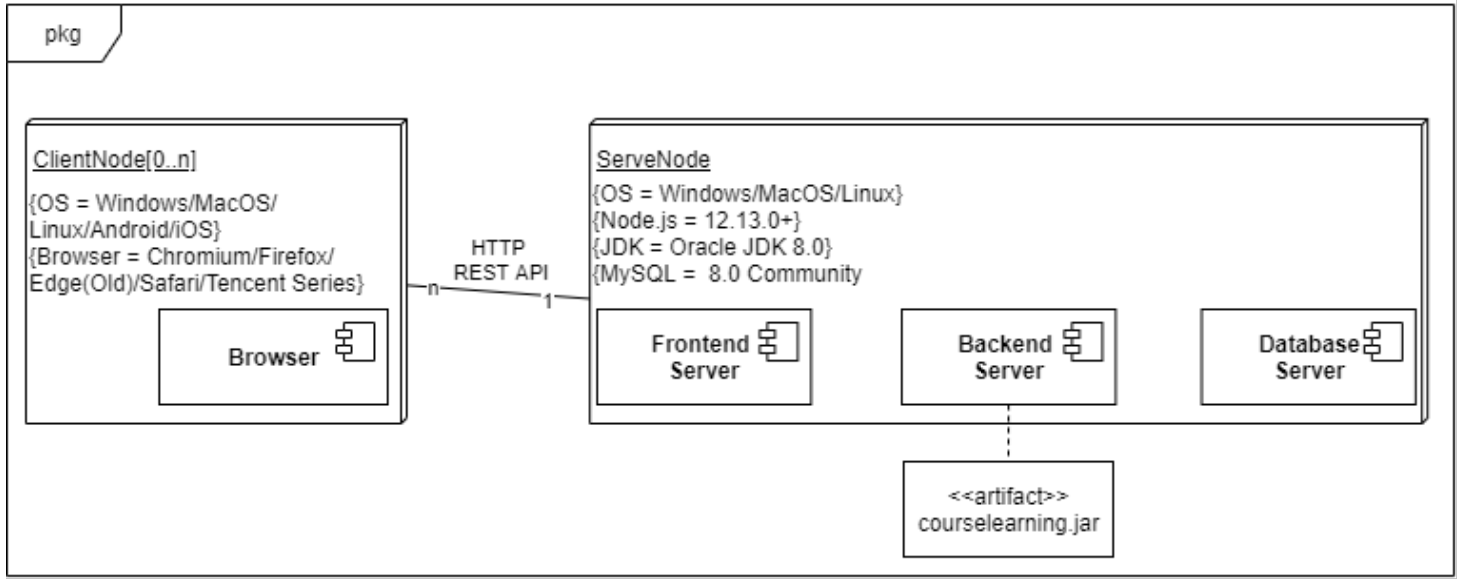 pkg
ClientNode[0..n]
{OS = Windows/MacOS/
Linux/Android/iOS}
{Browser = Chromium/Firefox/
Edge(Old)/Safari/Tencent Series}
Browser
HTTP
REST API
n
1
ServeNode
{OS = Windows/MacOS/Linux}
{Node.js = 12.13.0+}
{JDK = Oracle JDK 8.0}
{MySQL =  8.0 Community
Frontend
Server
Backend
Server
Database
Server
<<artifact>>
courselearning.jar